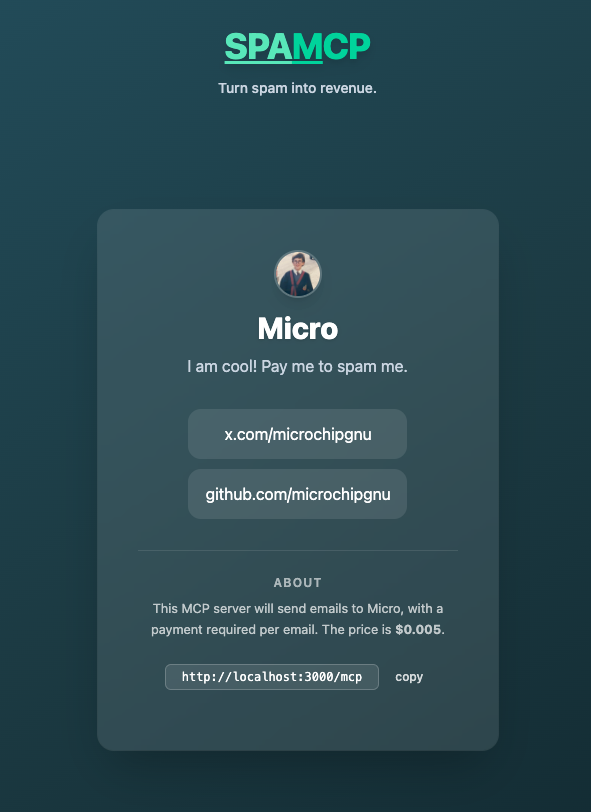 SPAMCP
Turn spam into revenue.
Micro
I am cool! Pay me to spam me.
x.com/microchipgnu
github.com/microchipgnu
ABOUT
This MCP server will send emails to Micro, with a
payment required per email. The price is $0.005.
http://localhost:3000/mcp copy